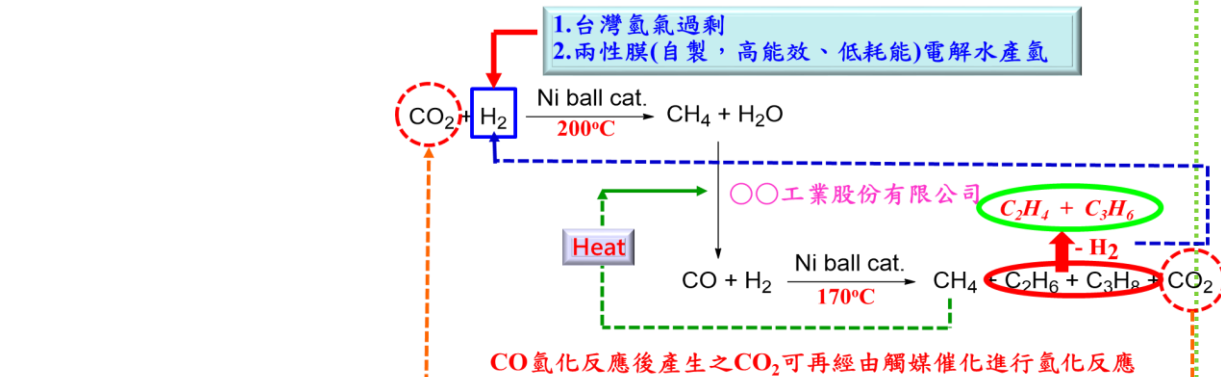 1.台灣氫氣過剩
2.兩性膜(自製，高能效、低耗能)電解水產氫
CO₂ + H₂
Ni ball cat.
200°C
CH₄ + H₂O
〇〇工業股份有限公司
C₂H₄ + C₃H₆
Heat
- H₂
CO + H₂
Ni ball cat.
170°C
CH₄ + C₂H₆ + C₃H₈ + CO₂
CO氫化反應後產生之CO₂可再經由觸媒催化進行氫化反應